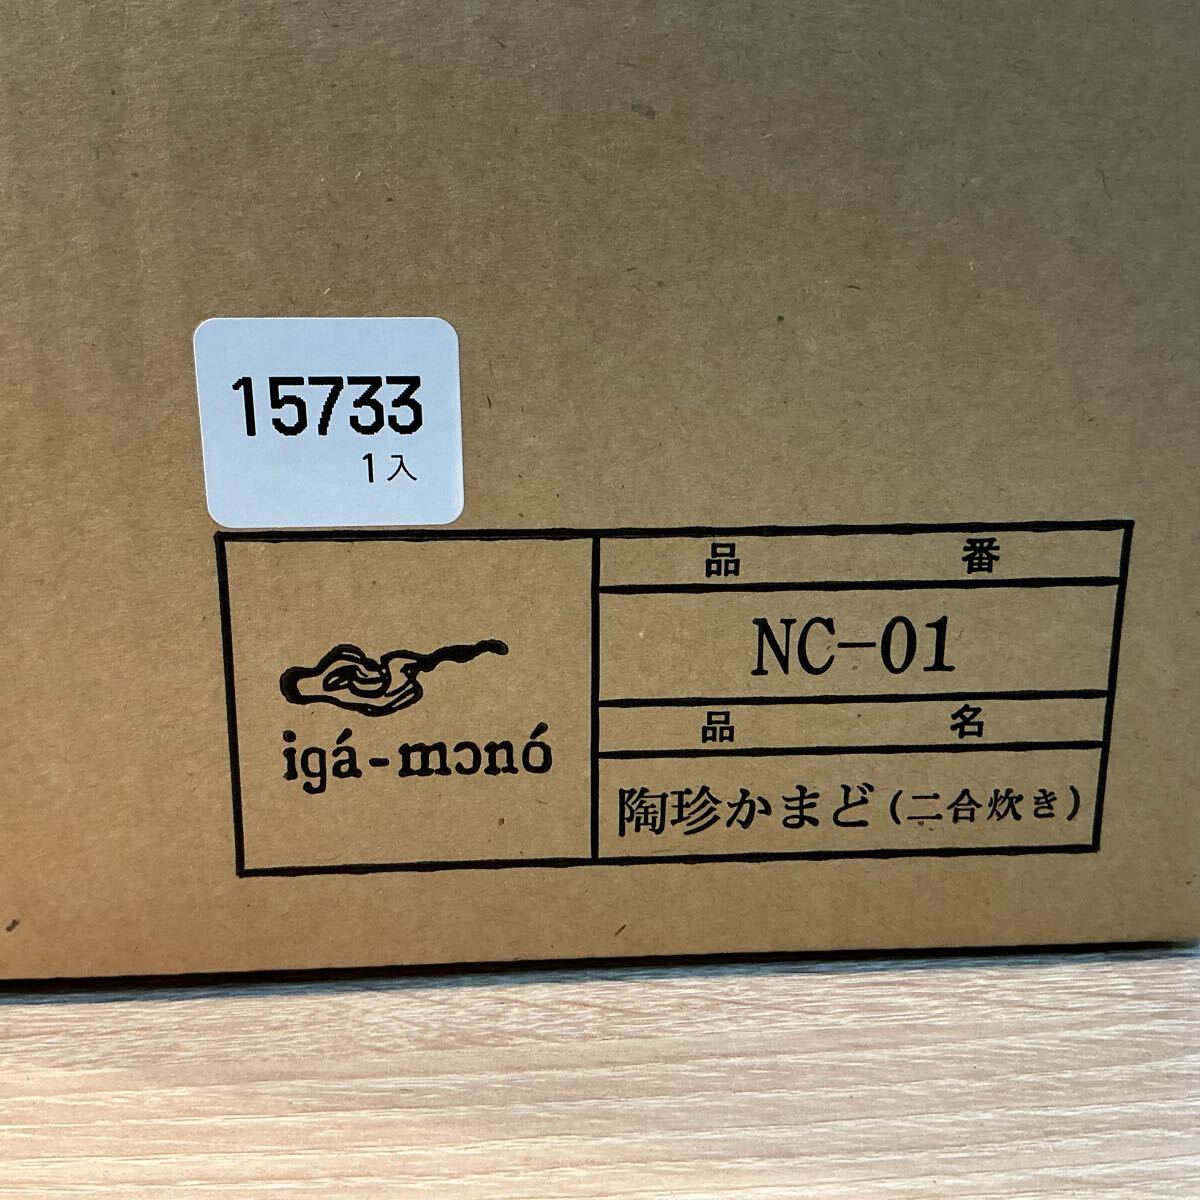 15733
1入
igá-mɔnó
品番
NC-01
品名
陶珍かまど(二合炊き)